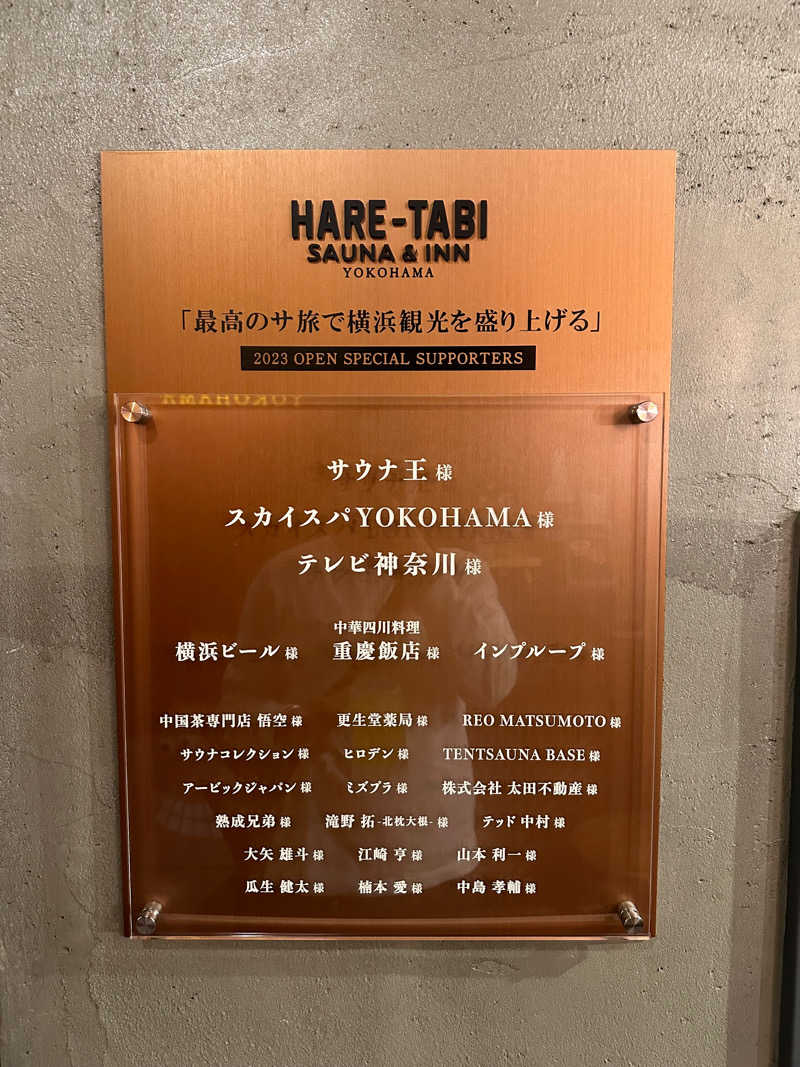 HARE-TABI
SAUNA & INN
YOKOHAMA
「最高のサ旅で横浜観光を盛り上げる」
2023 OPEN SPECIAL SUPPORTERS
サウナ王 様
スカイスパYOKOHAMA 様
テレビ神奈川 様
中華四川料理
横浜ビール 様 重慶飯店 様 インプループ 様
中国茶専門店 悟空 様 更生堂薬局 様 REO MATSUMOTO 様
サウナコレクション 様 ヒロデン 様 TENTSAUNA BASE 様
アービックジャパン 様 ミズプラ 様 株式会社 太田不動産 様
熟成兄弟 様 滝野 拓 -北枕大根- 様 テッド 中村 様
大矢 雄斗 様 江崎 亨 様 山本 利一 様
瓜生 健太 様 楠本 愛 様 中島 孝輔 様